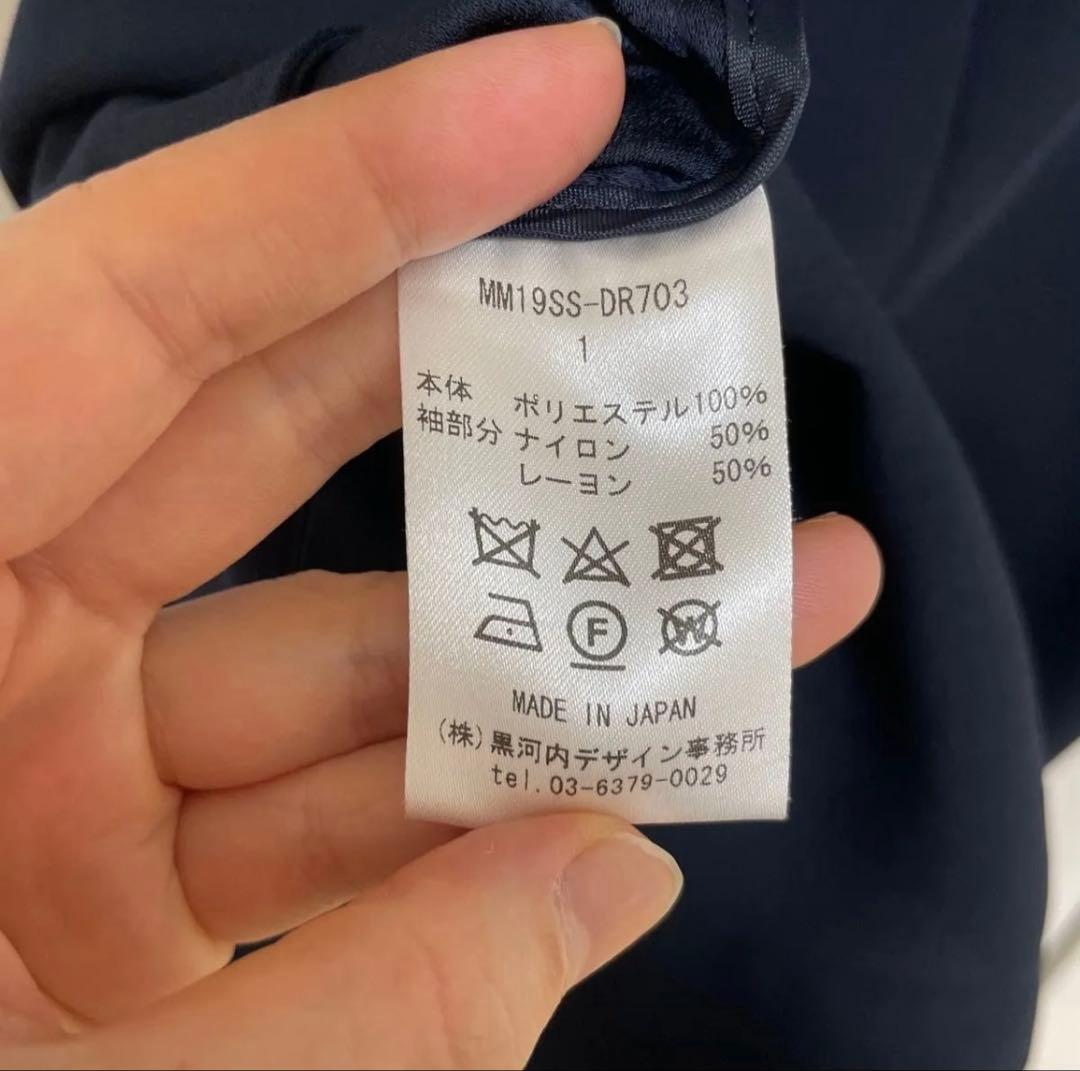 MM19SS-DR703
1
本体 ポリエステル100%
袖部分 ナイロン 50%
レーヨン 50%
F W
MADE IN JAPAN
(株)黒河内デザイン事務所
tel.03-6379-0029